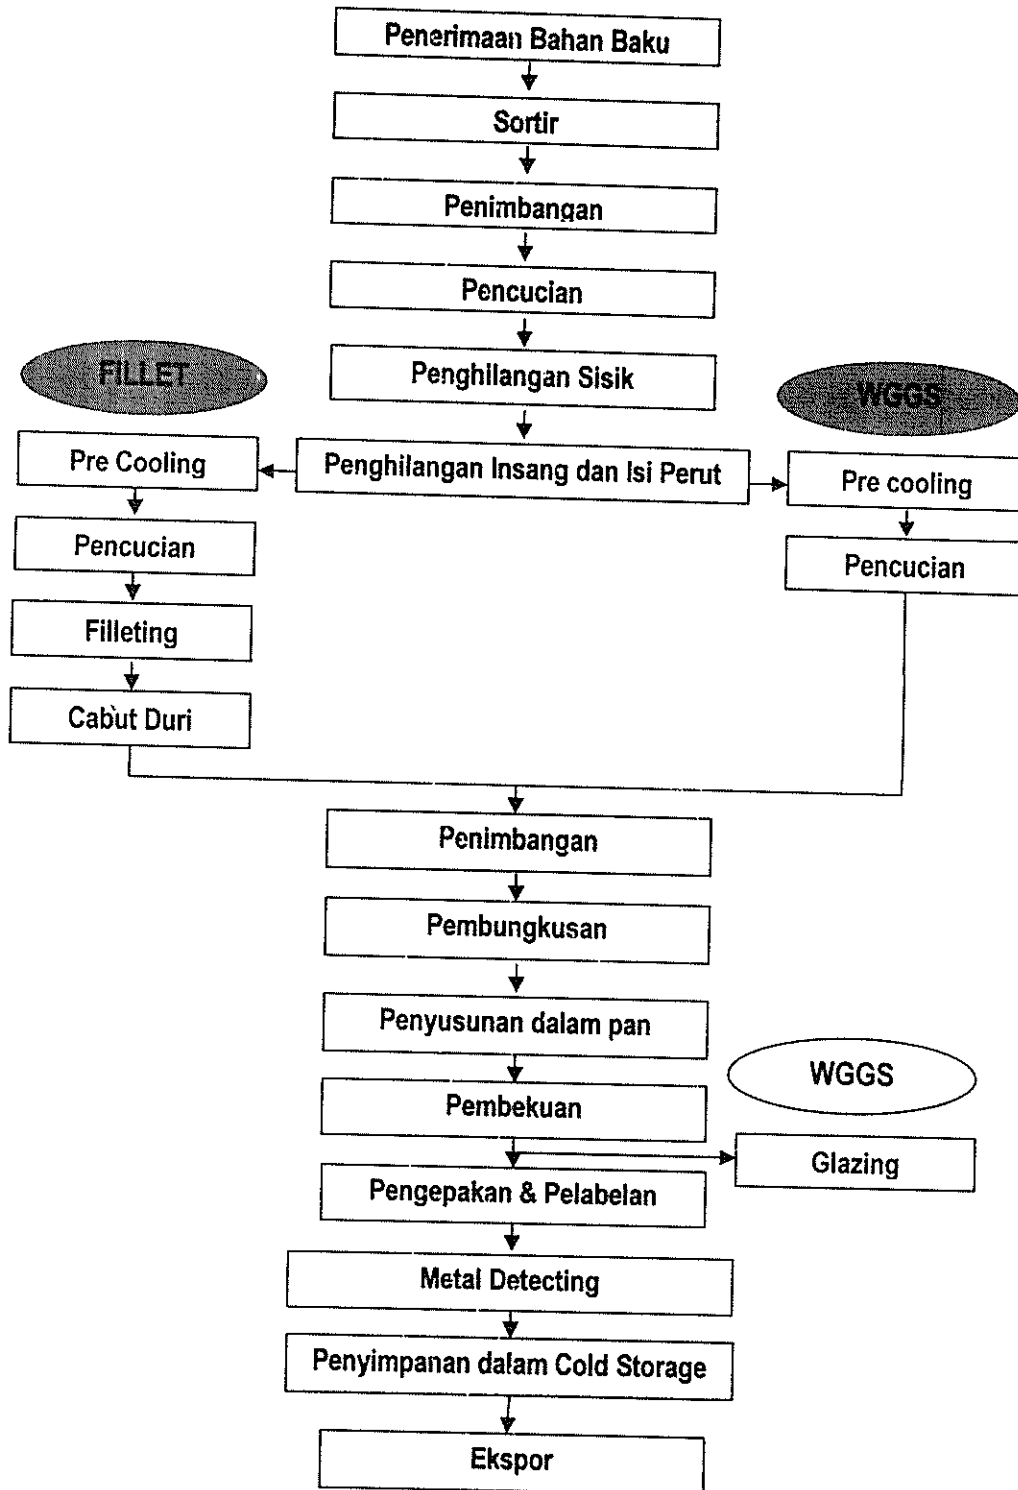 Penerimaan Bahan Baku
Sortir
Penimbangan
Pencucian
Penghilangan Sisik
FILLET
WGGS
Penghilangan Insang dan Isi Perut
Pre Cooling
Pre cooling
Pencucian
Pencucian
Filleting
Cabut Duri
Penimbangan
Pembungkusan
Penyusunan dalam pan
WGGS
Pembekuan
Glazing
Pengepakan & Pelabelan
Metal Detecting
Penyimpanan dalam Cold Storage
Ekspor